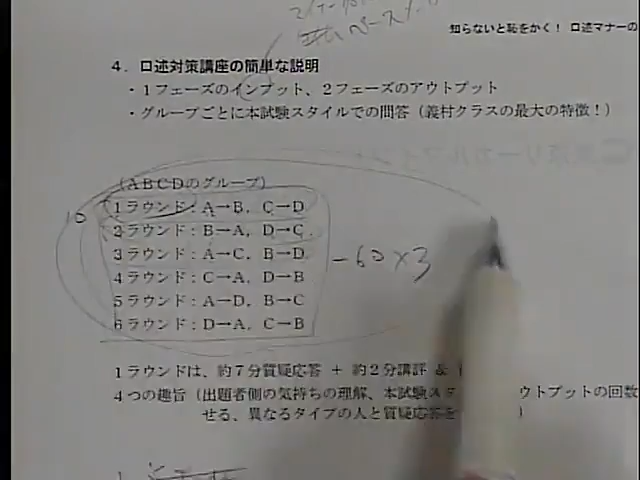 ペース
知らないと恥をかく！ 口述マナーの
4．口述対策講座の簡単な説明
・１フェーズのインプット、２フェーズのアウトプット
・グループごとに本試験スタイルでの問答（義村クラスの最大の特徴！）
（ＡＢＣＤのグループ）
10
1ラウンド：A→B，C→D
2ラウンド：B→A，D→C
3ラウンド：A→C，B→D
4ラウンド：C→A，D→B
5ラウンド：A→D，B→C
6ラウンド：D→A，C→B
－60×3
１ラウンドは、約７分質疑応答 ＋ 約２分講評 ＆
４つの趣旨（出題者側の気持ちの理解、本試験スタ ウトプットの回数
せる、異なるタイプの人と質疑応答を ）